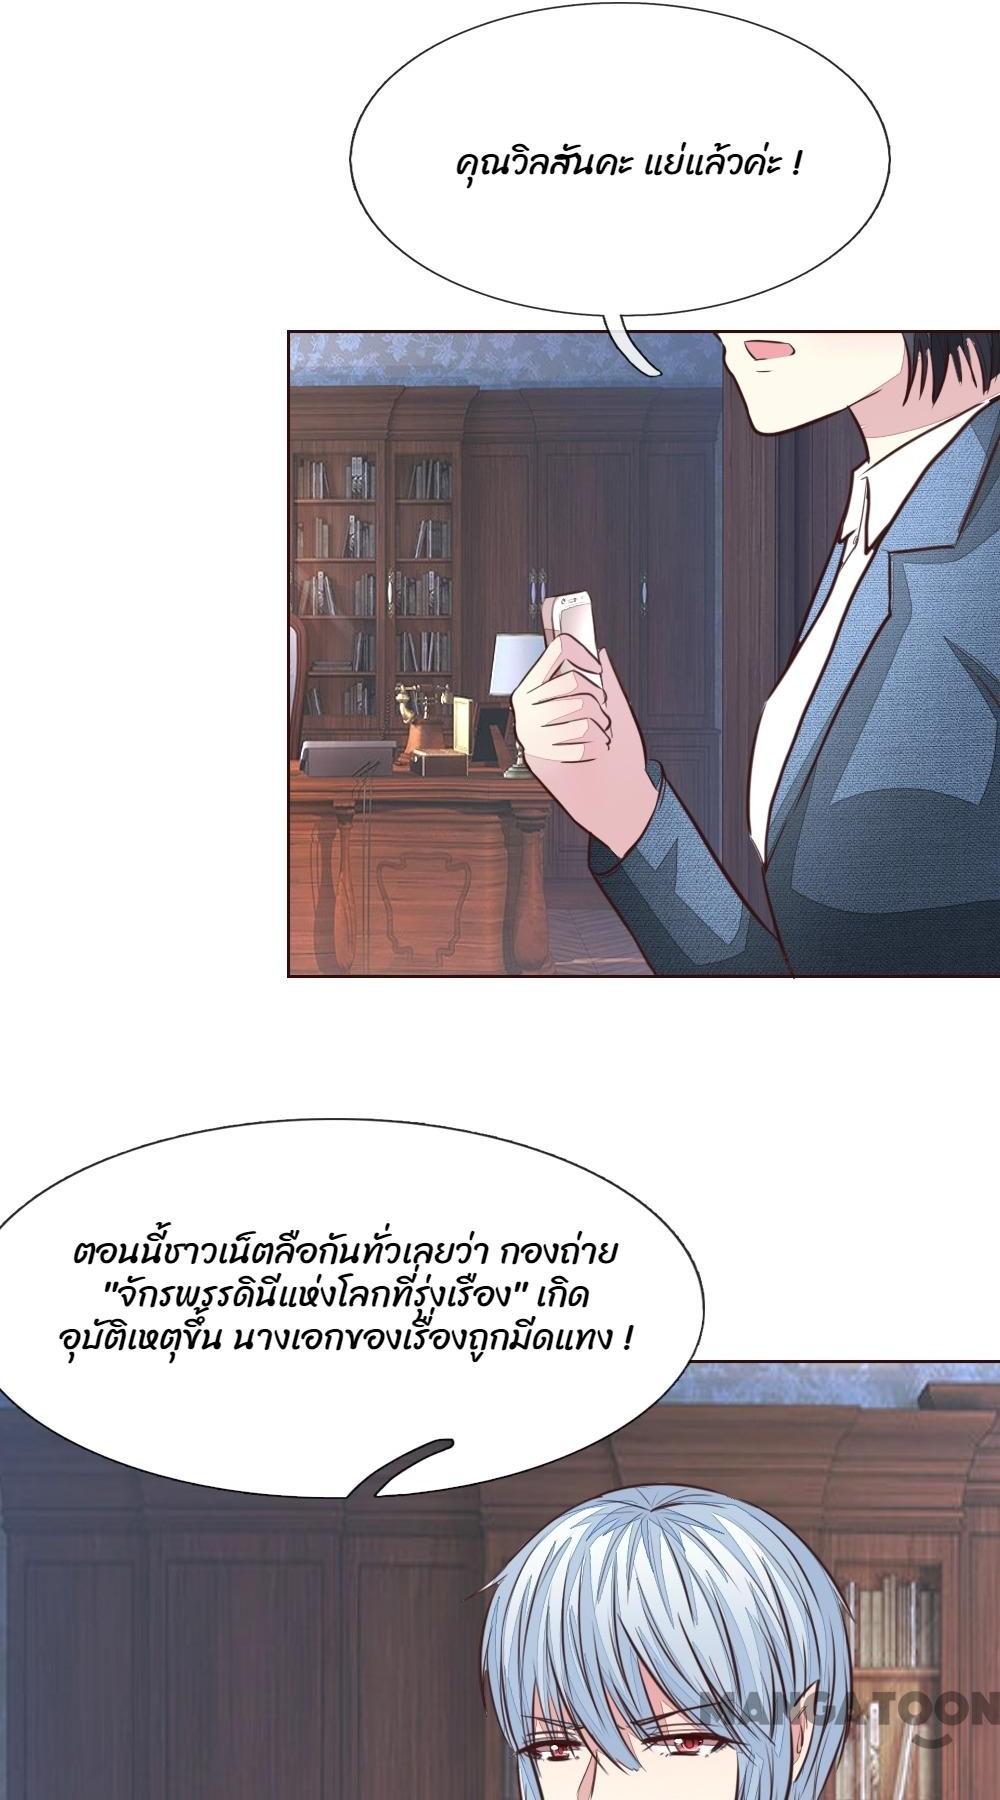 คุณวิลสันคะ แย่แล้วค่ะ !
ตอนนี้ชาวเน็ตลือกันทั่วเลยว่า กองถ่าย
"จักรพรรดินีแห่งโลกที่รุ่งเรือง" เกิด
อุบัติเหตุขึ้น นางเอกของเรื่องถูกมีดแทง !
MANGATOON